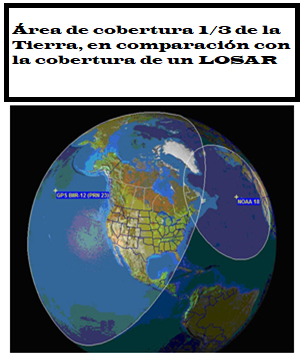 Área de cobertura 1/3 de la
Tierra, en comparación con
la cobertura de un LOSAR
GPS BIIR-12 (PRN 23)
NOAA 18